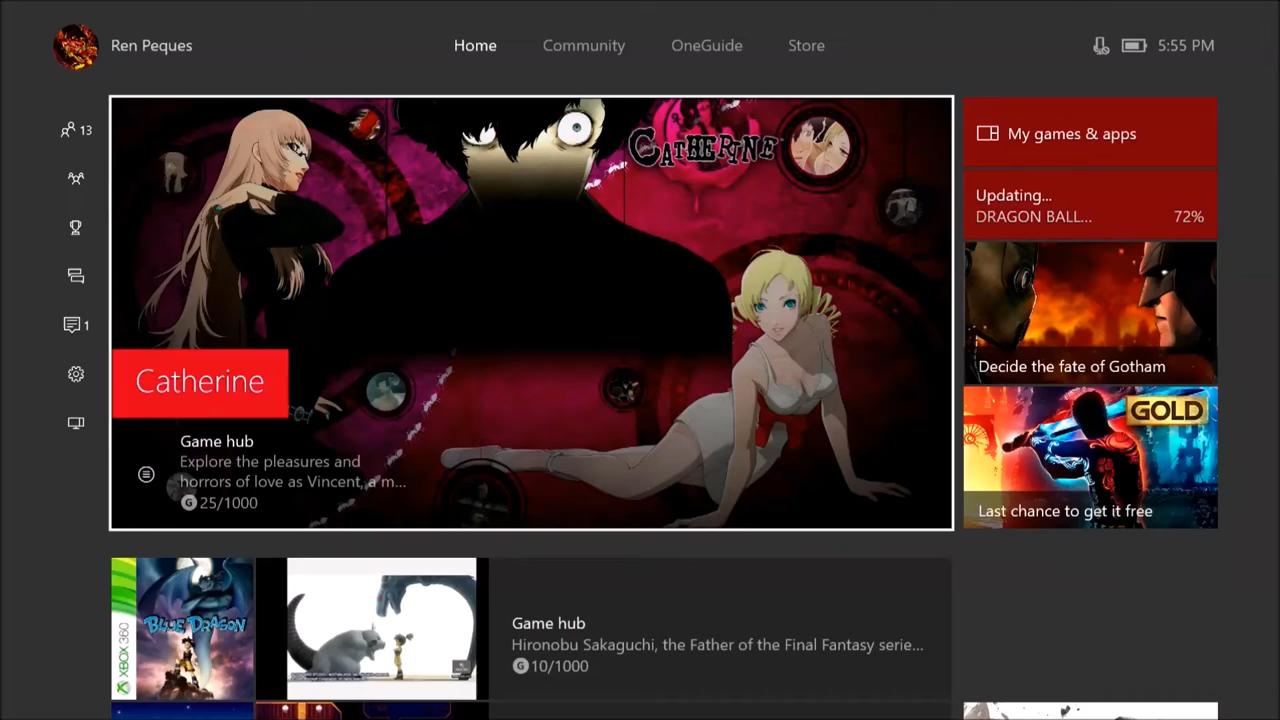 Ren Peques
Home
Community
OneGuide
Store
5:55 PM
13
1
CATHERINE
Catherine
Game hub
Explore the pleasures and
horrors of love as Vincent, a m...
G 25/1000
My games & apps
Updating...
DRAGON BALL...
72%
Decide the fate of Gotham
GOLD
Last chance to get it free
XBOX 360
BLUE DRAGON
Game hub
Hironobu Sakaguchi, the Father of the Final Fantasy serie...
G 10/1000